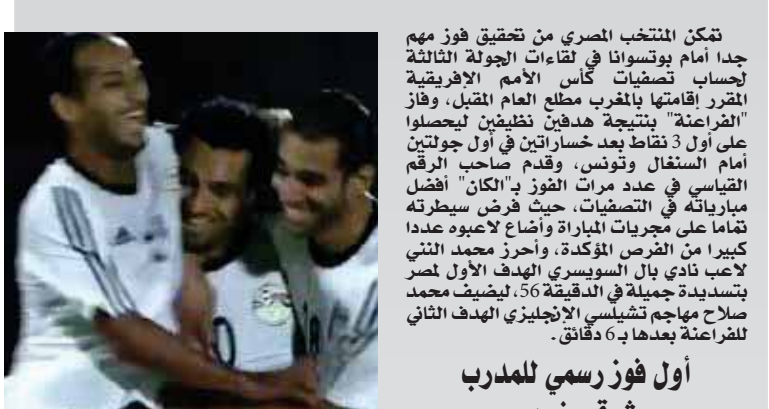 تمكن المنتخب المصري من تحقيق فوز مهم
جدا أمام بوتسوانا في لقاءات الجولة الثالثة
لحساب تصفيات كأس الأمم الإفريقية
المقرر إقامتها بالمغرب مطلع العام المقبل، وفاز
"الفراعنة" بنتيجة هدفين نظيفين ليحصلوا
على أول 3 نقاط بعد خسارتين في أول جولتين
أمام السنغال وتونس، وقدم صاحب الرقم
القياسي في عدد مرات الفوز بـ"الكان" أفضل
مبارياته في التصفيات، حيث فرض سيطرته
تماما على مجريات المباراة وأضاع لاعبوه عددا
كبيرا من الفرص المؤكدة، وأحرز محمد النني
لاعب نادي بال السويسري الهدف الأول لمصر
بتسديدة جميلة في الدقيقة 56، ليضيف محمد
صلاح مهاجم تشيلسي الإنجليزي الهدف الثاني
للفراعنة بعدها بـ 6 دقائق.
أول فوز رسمي للمدرب